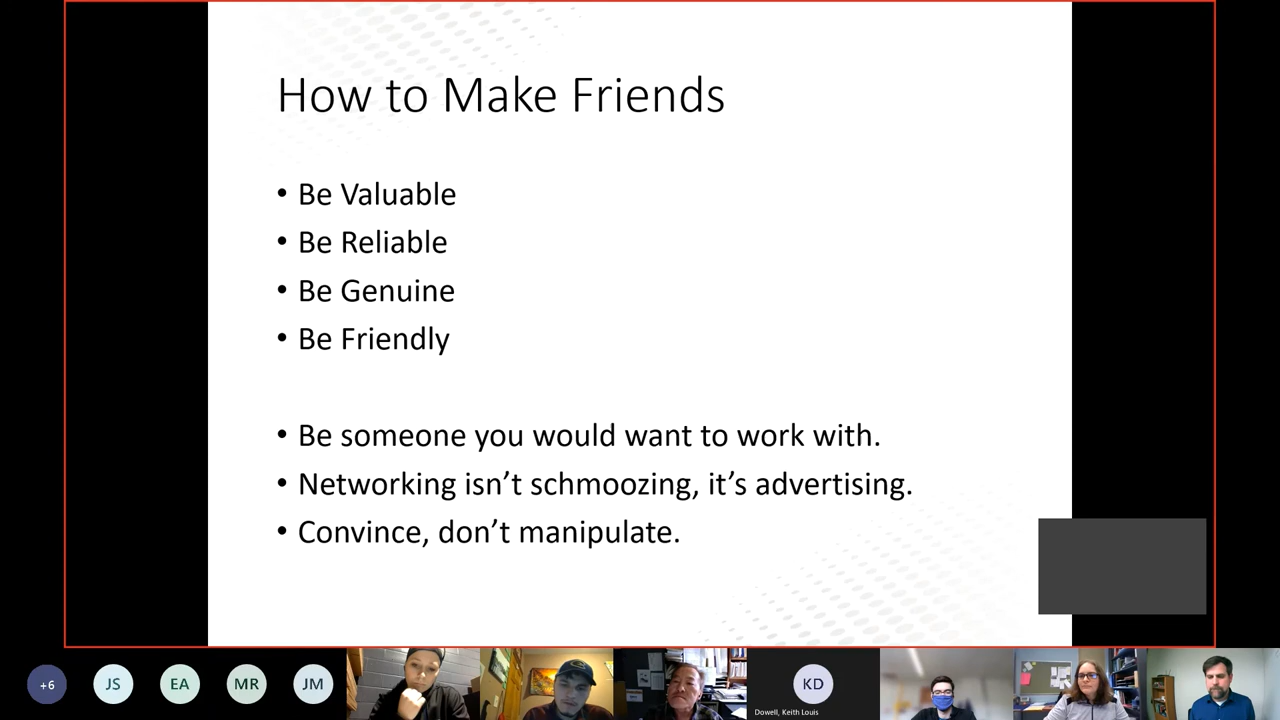 How to Make Friends
• Be Valuable
• Be Reliable
• Be Genuine
• Be Friendly
• Be someone you would want to work with.
• Networking isn’t schmoozing, it’s advertising.
• Convince, don’t manipulate.
+6
JS
EA
MR
JM
KD
Dowell, Keith Louis